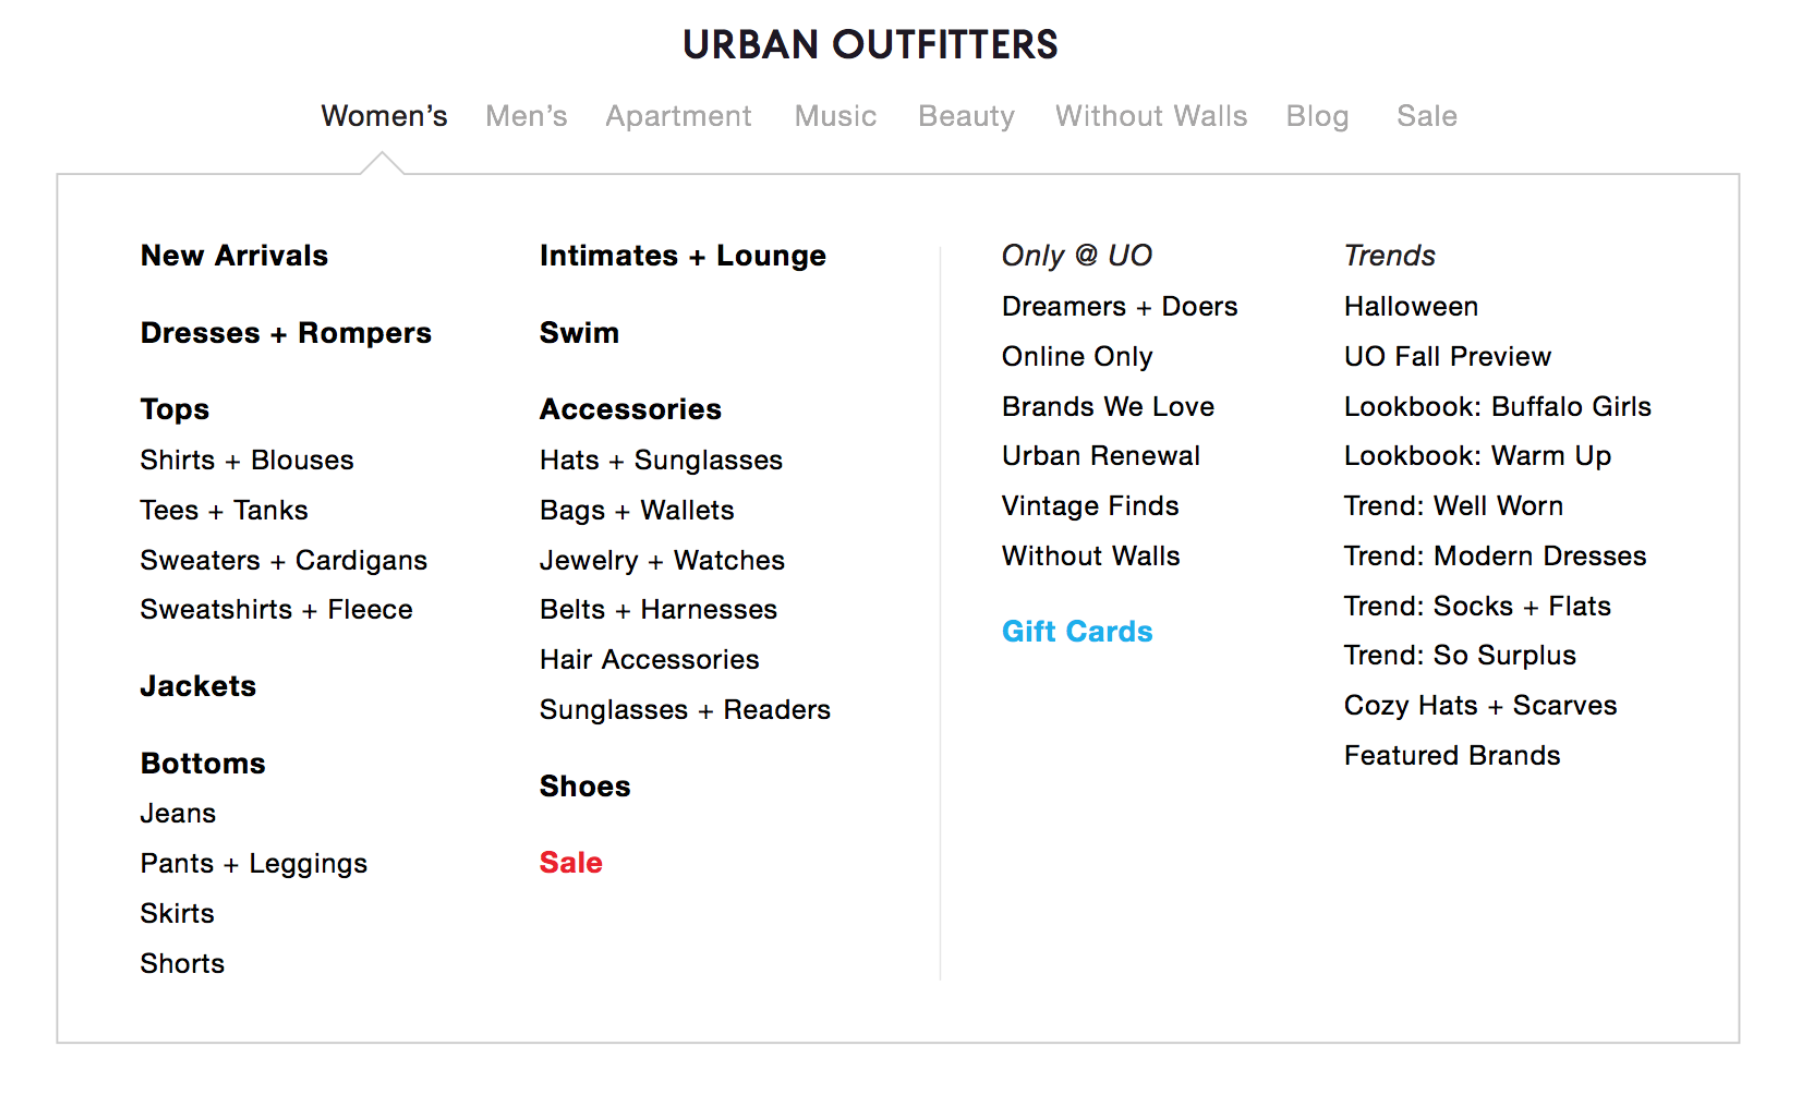 URBAN OUTFITTERS
Women’s Men’s Apartment Music Beauty Without Walls Blog Sale
New Arrivals
Dresses + Rompers
Tops
Shirts + Blouses
Tees + Tanks
Sweaters + Cardigans
Sweatshirts + Fleece
Jackets
Bottoms
Jeans
Pants + Leggings
Skirts
Shorts
Intimates + Lounge
Swim
Accessories
Hats + Sunglasses
Bags + Wallets
Jewelry + Watches
Belts + Harnesses
Hair Accessories
Sunglasses + Readers
Shoes
Sale
Only @ UO
Dreamers + Doers
Online Only
Brands We Love
Urban Renewal
Vintage Finds
Without Walls
Gift Cards
Trends
Halloween
UO Fall Preview
Lookbook: Buffalo Girls
Lookbook: Warm Up
Trend: Well Worn
Trend: Modern Dresses
Trend: Socks + Flats
Trend: So Surplus
Cozy Hats + Scarves
Featured Brands